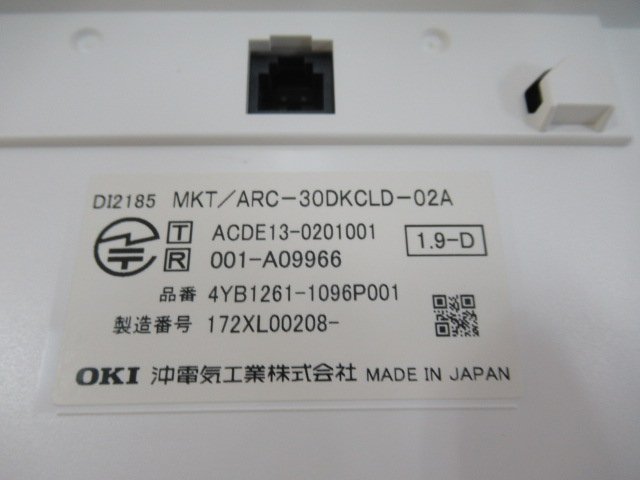 DI2185 MKT/ARC-30DKCLD-02A
T ACDE13-0201001
R 001-A09966
1.9-D
品番 4YB1261-1096P001
製造番号 172XL00208-
OKI 沖電気工業株式会社 MADE IN JAPAN